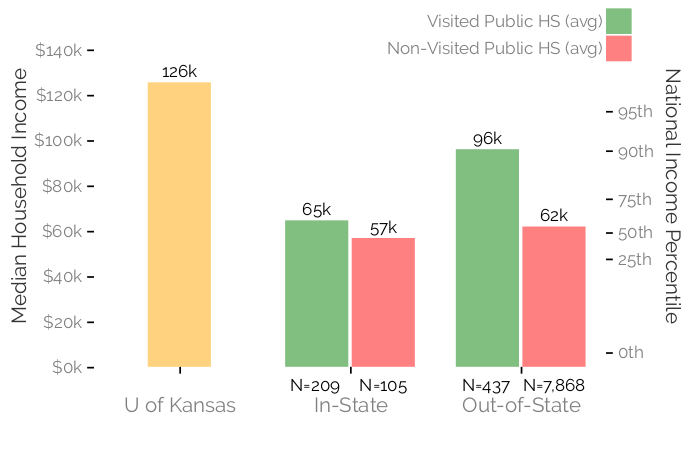 Visited Public HS (avg)
Non-Visited Public HS (avg)
Median Household Income
$140k
$120k
$100k
$80k
$60k
$40k
$20k
$0k
126k
65k
57k
96k
62k
95th
90th
75th
50th
25th
0th
National Income Percentile
N=209 N=105 N=437 N=7,868
U of Kansas In-State Out-of-State